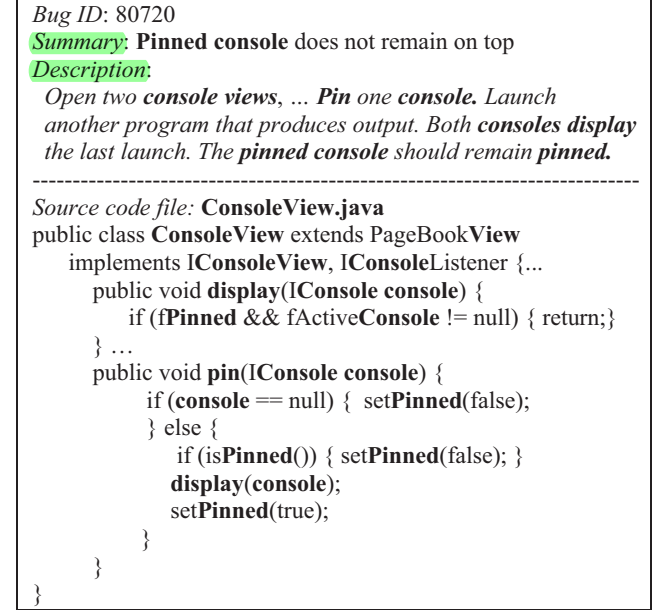 Bug ID: 80720
Summary: Pinned console does not remain on top
Description:
Open two console views, … Pin one console. Launch
another program that produces output. Both consoles display
the last launch. The pinned console should remain pinned.
-----------------------------------------------------------------------------
Source code file: ConsoleView.java
public class ConsoleView extends PageBookView
implements IConsoleView, IConsoleListener {...
public void display(IConsole console) {
if (fPinned && fActiveConsole != null) { return;}
} …
public void pin(IConsole console) {
if (console == null) { setPinned(false);
} else {
if (isPinned()) { setPinned(false); }
display(console);
setPinned(true);
}
}
}